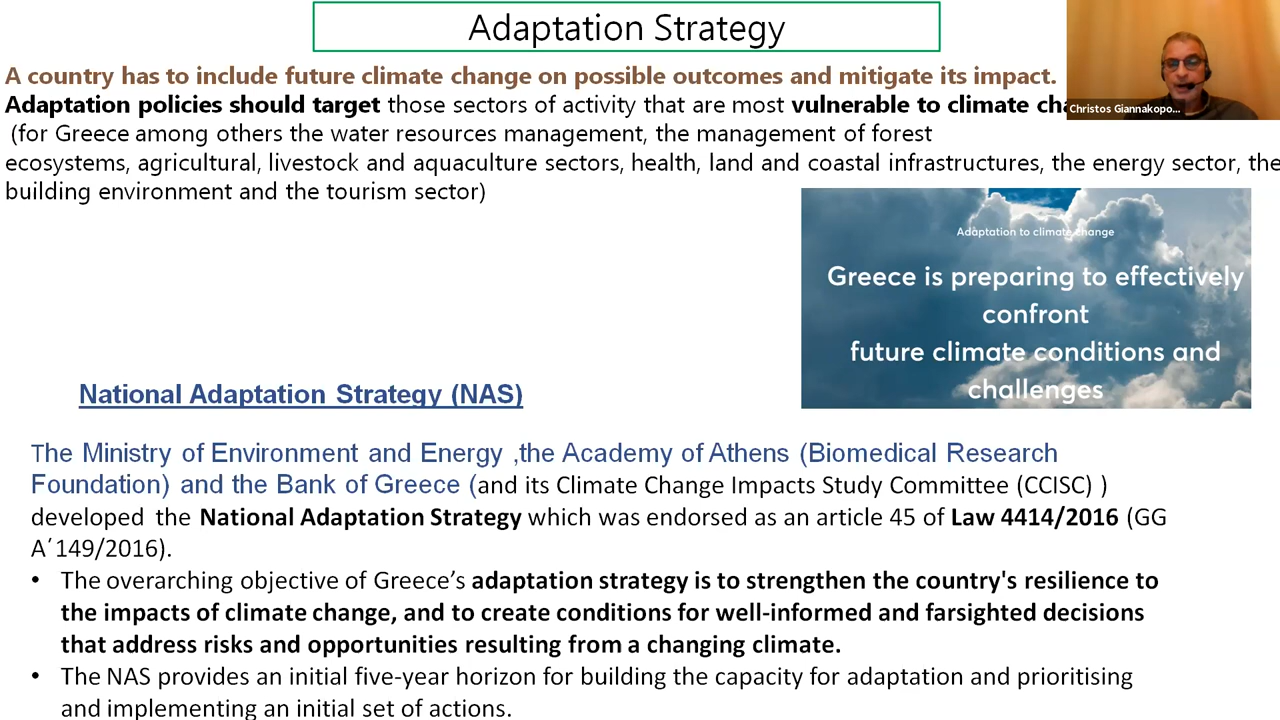 Adaptation Strategy
A country has to include future climate change on possible outcomes and mitigate its impact.
Adaptation policies should target those sectors of activity that are most vulnerable to climate
Christos Giannakopo...
(for Greece among others the water resources management, the management of forest
ecosystems, agricultural, livestock and aquaculture sectors, health, land and coastal infrastructures, the energy sector, the
building environment and the tourism sector)
Adaptation to climate change
Greece is preparing to effectively
confront
future climate conditions and
challenges
National Adaptation Strategy (NAS)
The Ministry of Environment and Energy ,the Academy of Athens (Biomedical Research
Foundation) and the Bank of Greece (and its Climate Change Impacts Study Committee (CCISC) )
developed the National Adaptation Strategy which was endorsed as an article 45 of Law 4414/2016 (GG
A΄149/2016).
• The overarching objective of Greece’s adaptation strategy is to strengthen the country's resilience to
the impacts of climate change, and to create conditions for well-informed and farsighted decisions
that address risks and opportunities resulting from a changing climate.
• The NAS provides an initial five-year horizon for building the capacity for adaptation and prioritising
and implementing an initial set of actions.